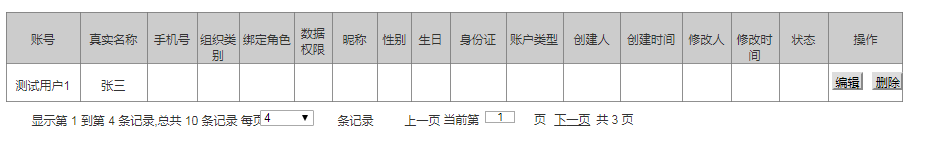 账号 真实名称 手机号 组织类别 绑定角色 数据权限 昵称 性别 生日 身份证 账户类型 创建人 创建时间 修改人 修改时间 状态 操作
测试用户1 张三 编辑 删除
显示第 1 到第 4 条记录,总共 10 条记录 每页 4 条记录 上一页 当前第 1 页 下一页 共 3 页